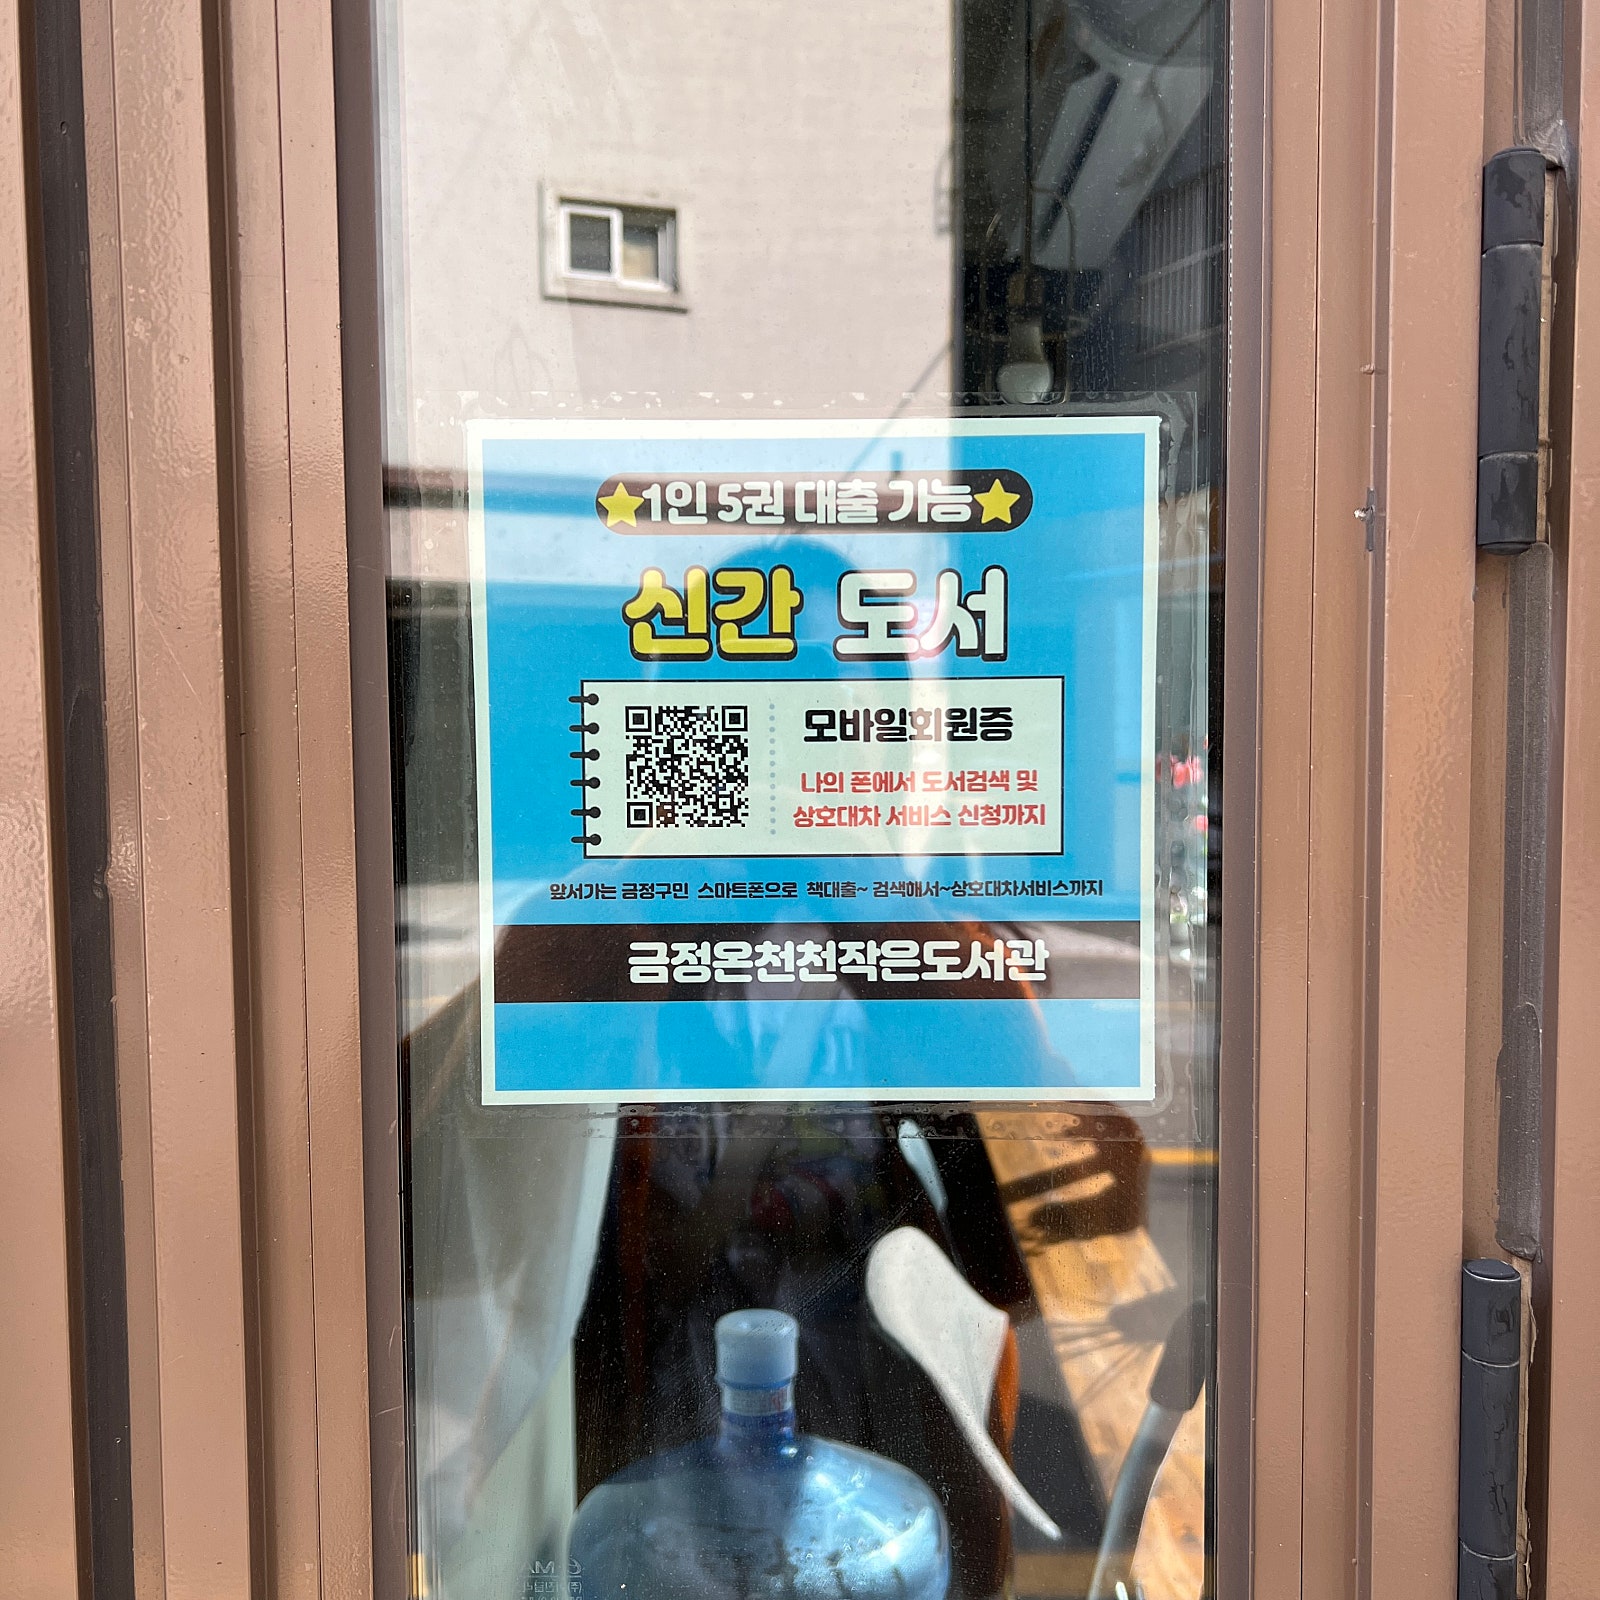 1인 5권 대출 가능
신간 도서
모바일회원증
나의 폰에서 도서검색 및
상호대차 서비스 신청까지
앞서가는 금정구민 스마트폰으로 책대출~ 검색해서~상호대차서비스까지
금정온천천작은도서관